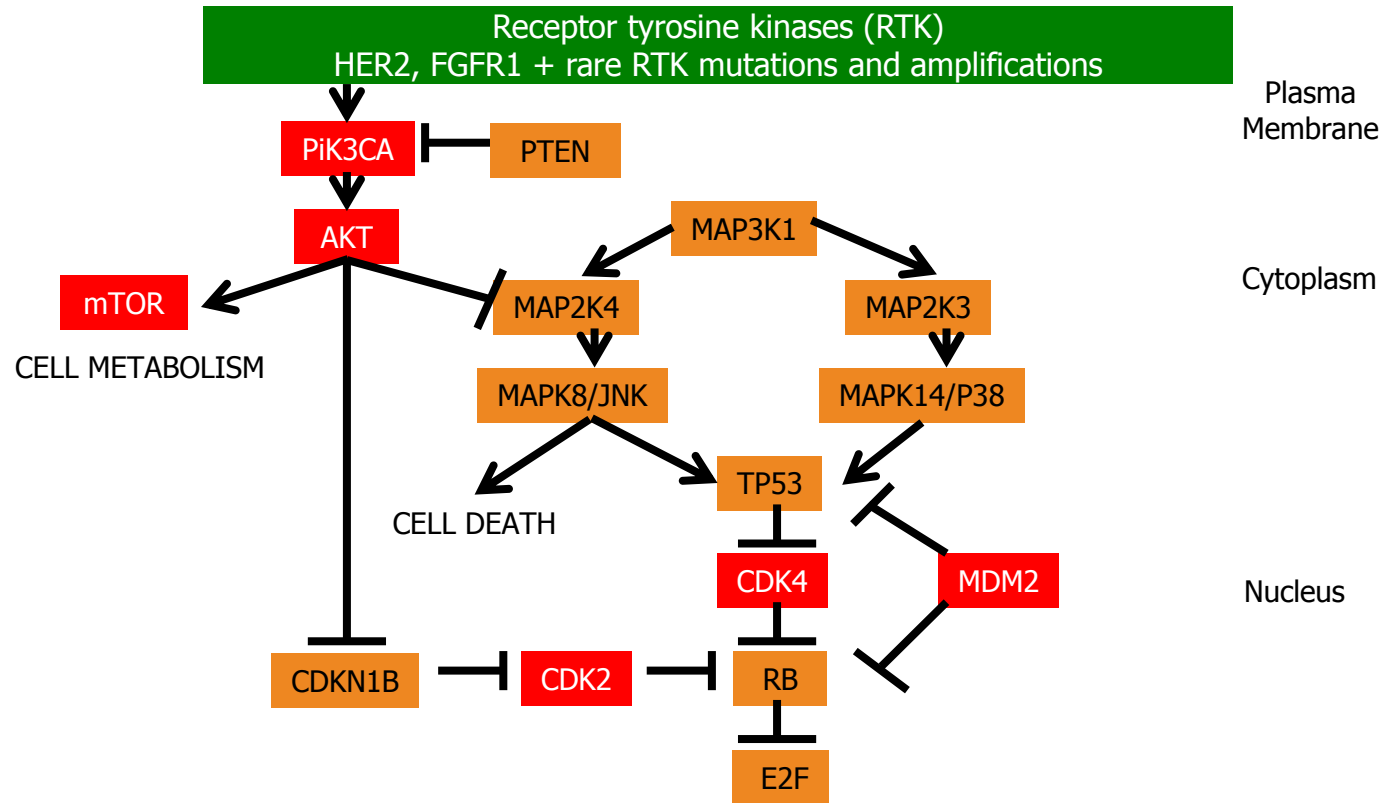 Receptor tyrosine kinases (RTK)
HER2, FGFR1 + rare RTK mutations and amplifications
Plasma
Membrane
PiK3CA
PTEN
AKT
MAP3K1
Cytoplasm
mTOR
MAP2K4
MAP2K3
CELL METABOLISM
MAPK8/JNK
MAPK14/P38
TP53
CELL DEATH
CDK4
MDM2
Nucleus
CDKN1B
CDK2
RB
E2F